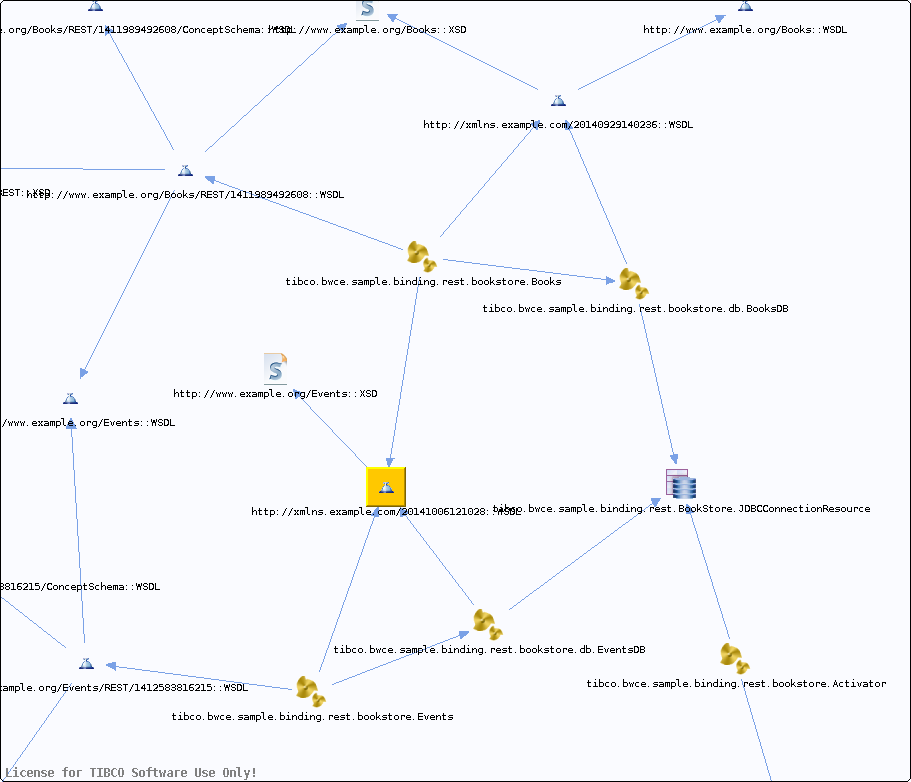 e.org/Books/REST/1411989492608/ConceptSchema::WSDL
http://www.example.org/Books::XSD
http://www.example.org/Books::WSDL
http://xmlns.example.com/20140929140236::WSDL
REST::XSD
http://www.example.org/Books/REST/1411989492608::WSDL
tibco.bwce.sample.binding.rest.bookstore.Books
tibco.bwce.sample.binding.rest.bookstore.db.BooksDB
http://www.example.org/Events::XSD
/www.example.org/Events::WSDL
http://xmlns.example.com/20141006121028::WSDL
tibco.bwce.sample.binding.rest.BookStore.JDBCConnectionResource
3816215/ConceptSchema::WSDL
tibco.bwce.sample.binding.rest.bookstore.db.EventsDB
tibco.bwce.sample.binding.rest.bookstore.Activator
ample.org/Events/REST/1412583816215::WSDL
tibco.bwce.sample.binding.rest.bookstore.Events
License for TIBCO Software Use Only!